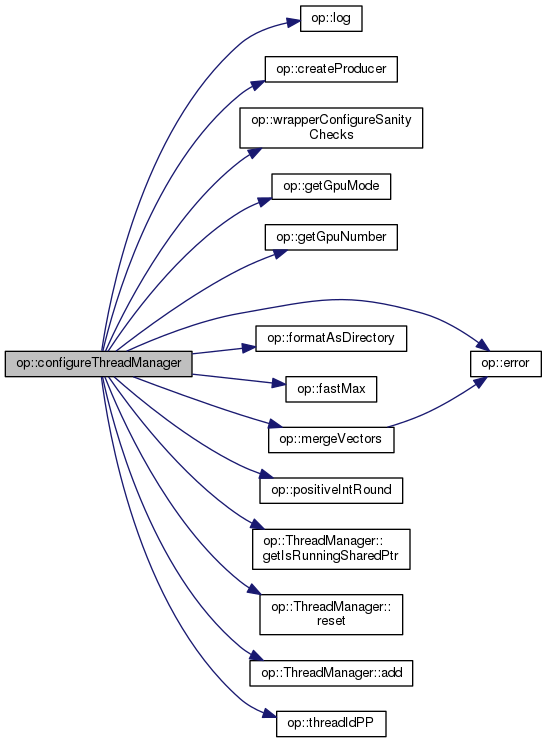 op::log
op::createProducer
op::wrapperConfigureSanity
Checks
op::getGpuMode
op::getGpuNumber
op::formatAsDirectory
op::configureThreadManager
op::error
op::fastMax
op::mergeVectors
op::positiveIntRound
op::ThreadManager::
getIsRunningSharedPtr
op::ThreadManager::
reset
op::ThreadManager::add
op::threadIdPP